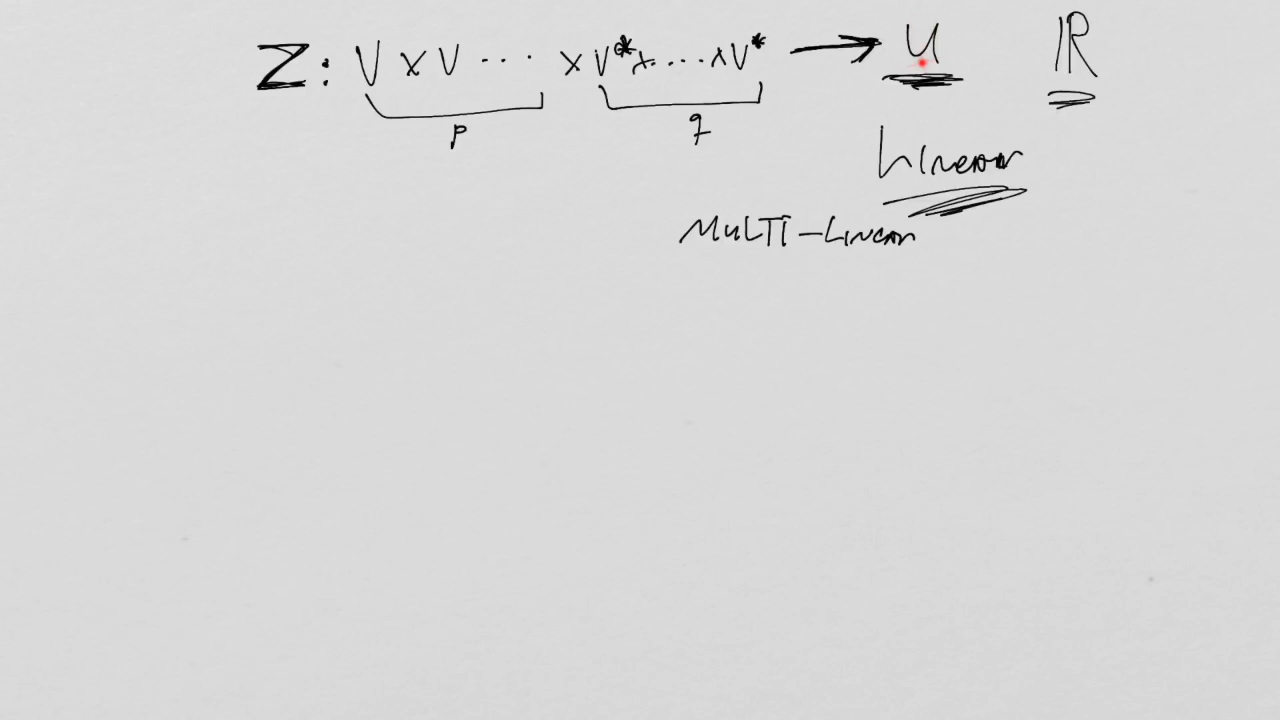 Z: V × V ··· × V* × ···· × V* → U ℝ
p q
Linear
MULTI-Linear